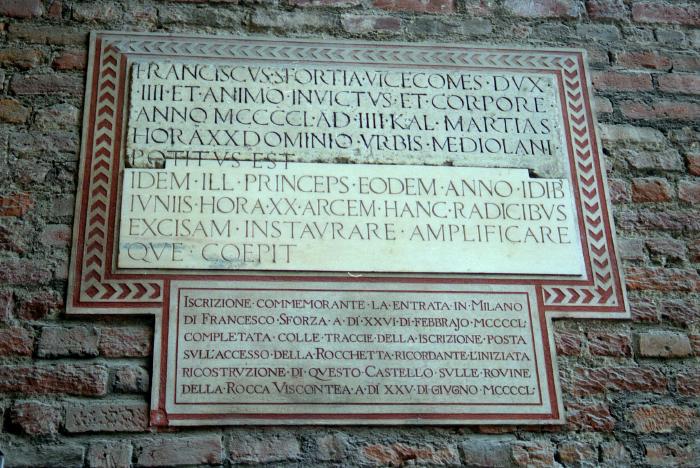 FRANCISCVS·SFORTIA·VICECOMES·DVX·
IIII·ET·ANIMO·INVICTVS·ET·CORPORE
ANNO·MCCCCL·AD·IIII·KAL·MARTIAS·
HORA·XX·DOMINIO·VRBIS·MEDIOLANI·
POTITVS·EST
IDEM·ILL·PRINCEPS·EODEM·ANNO·IDIB
IVNIIS·HORA·XX·ARCEM·HANC·RADICIBVS
EXCISAM·INSTAVRARE·AMPLIFICARE
QVE·COEPIT
ISCRIZIONE·COMMEMORANTE·LA·ENTRATA·IN·MILANO
DI·FRANCESCO·SFORZA·A·DÌ·XXVI·DI·FEBBRAJO·MCCCCL·
COMPLETATA·COLLE·TRACCIE·DELLA·ISCRIZIONE·POSTA
SVLL'ACCESSO·DELLA·ROCCHETTA·RICORDANTE·L'INIZIATA
RICOSTRVZIONE·DI·QVESTO·CASTELLO·SVLLE·ROVINE
DELLA·ROCCA·VISCONTEA·A·DÌ·XXV·DI·GIVGNO·MCCCCL·